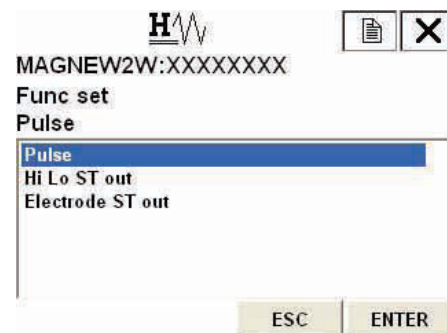 H
MAGNEW2W:XXXXXXXX
Func set
Pulse
Pulse
Hi Lo ST out
Electrode ST out
ESC ENTER